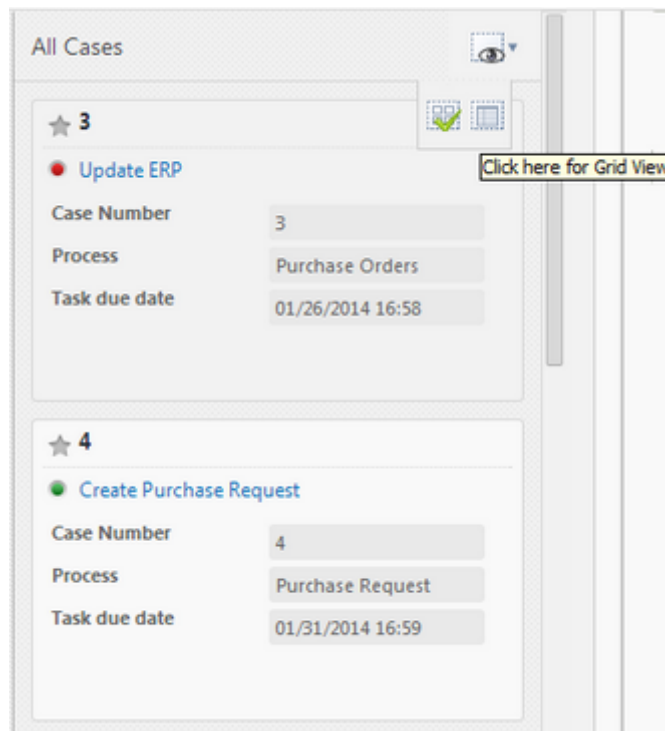 All Cases
3
Click here for Grid View
Update ERP
Case Number 3
Process Purchase Orders
Task due date 01/26/2014 16:58
4
Create Purchase Request
Case Number 4
Process Purchase Request
Task due date 01/31/2014 16:59